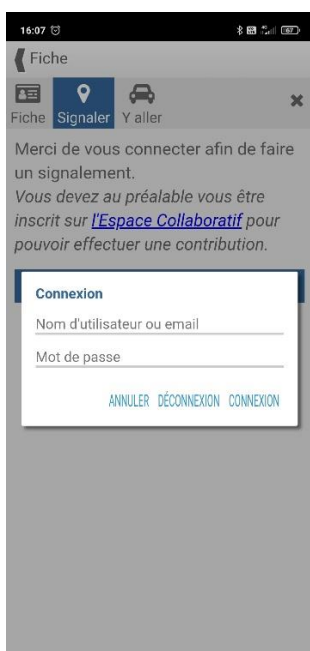 16:07
67
Fiche
Fiche Signaler Y aller
Merci de vous connecter afin de faire
un signalement.
Vous devez au préalable vous être
inscrit sur l'Espace Collaboratif pour
pouvoir effectuer une contribution.
Connexion
Nom d'utilisateur ou email
Mot de passe
ANNULER DÉCONNEXION CONNEXION